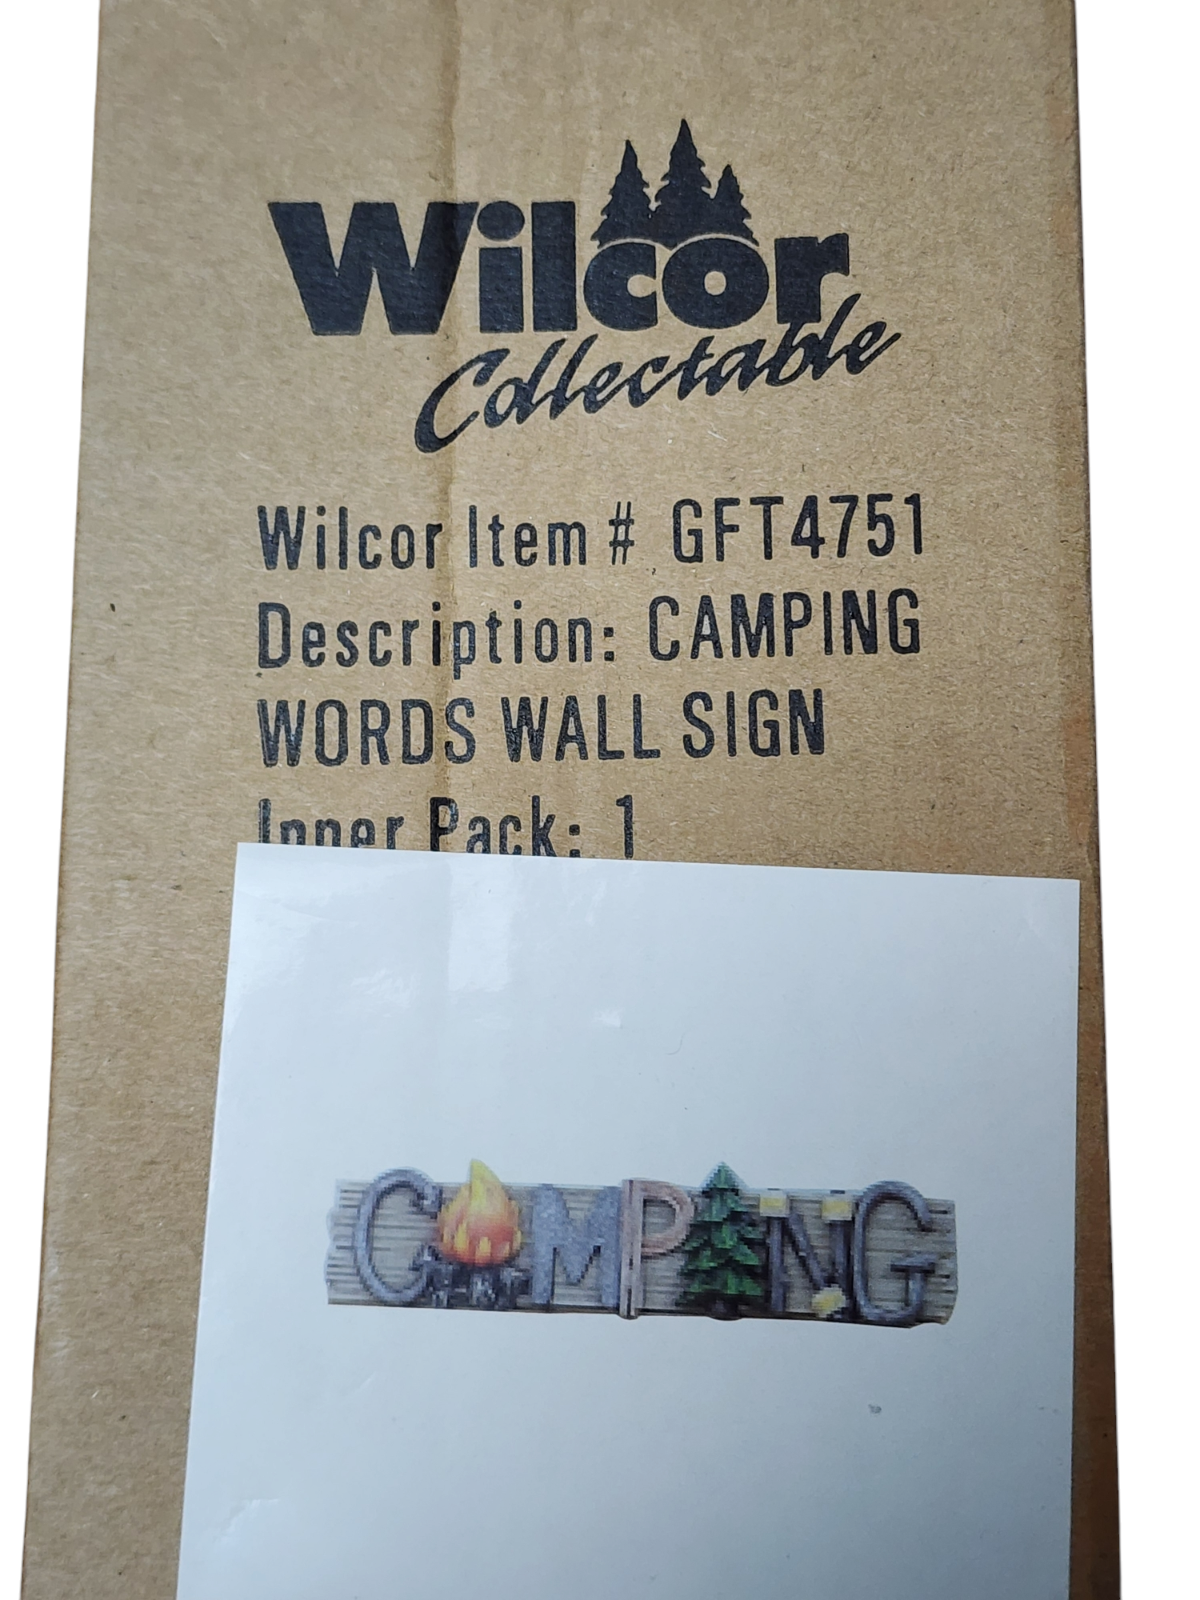 Wilcor
Collectable
Wilcor Item # GFT4751
Description: CAMPING
WORDS WALL SIGN
Inner Pack: 1
CAMPING